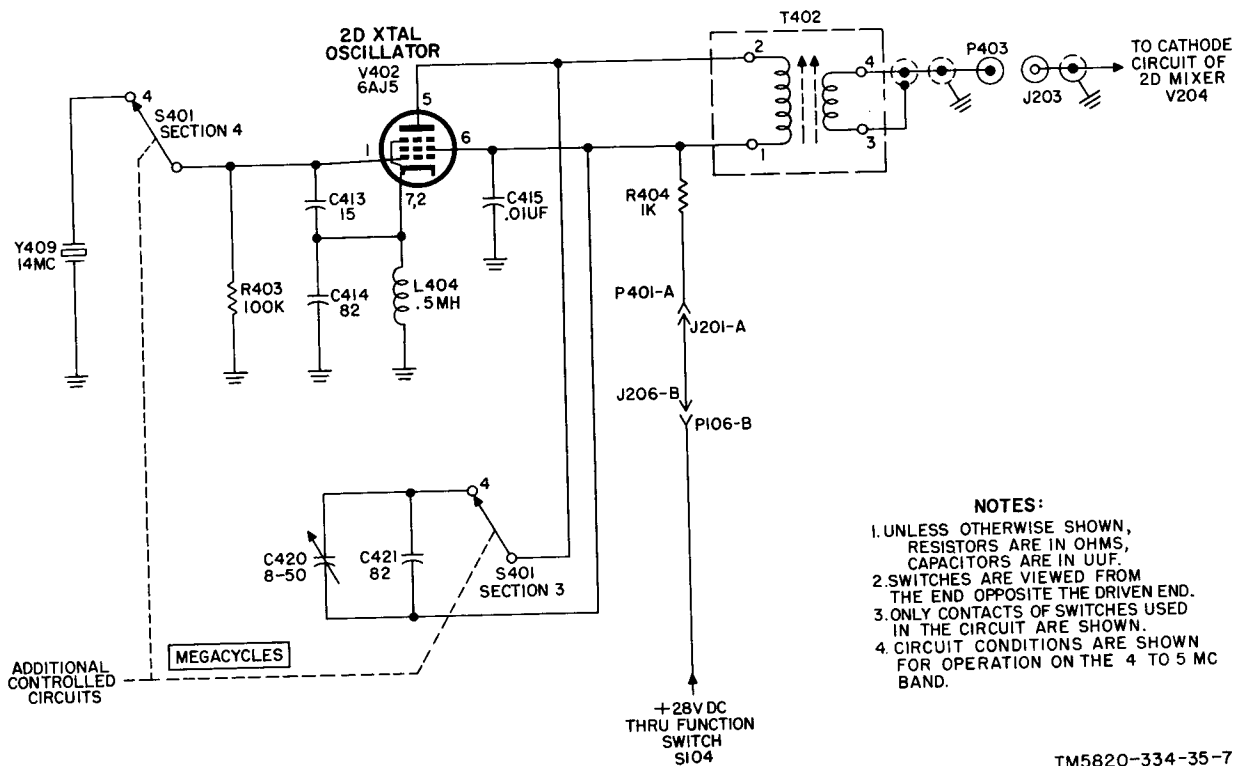 2D XTAL
OSCILLATOR
V402
6AJ5
5
1
6
7,2
4
S401
SECTION 4
Y409
14MC
R403
100K
C413
15
C414
82
L404
.5MH
C415
.01UF
T402
2
1
4
3
P403
J203
TO CATHODE
CIRCUIT OF
2D MIXER
V204
R404
1K
P401-A
J201-A
J206-B
P106-B
4
C420
8-50
C421
82
S401
SECTION 3
MEGACYCLES
ADDITIONAL
CONTROLLED
CIRCUITS
+28V DC
THRU FUNCTION
SWITCH
S104
NOTES:
1. UNLESS OTHERWISE SHOWN,
RESISTORS ARE IN OHMS,
CAPACITORS ARE IN UUF.
2. SWITCHES ARE VIEWED FROM
THE END OPPOSITE THE DRIVEN END.
3. ONLY CONTACTS OF SWITCHES USED
IN THE CIRCUIT ARE SHOWN.
4. CIRCUIT CONDITIONS ARE SHOWN
FOR OPERATION ON THE 4 TO 5 MC
BAND.
TM5820-334-35-7